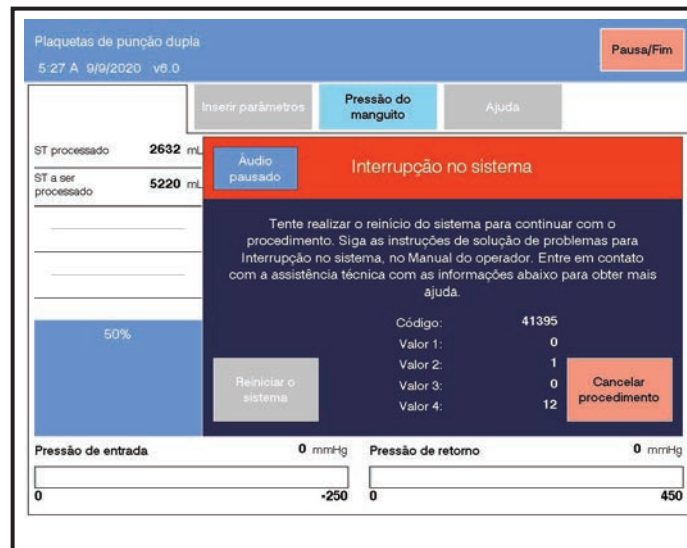 Plaquetas de punção dupla
Pausa/Fim
5:27 A 9/9/2020 v6.0
Inserir parâmetros
Pressão do
manguito
Ajuda
ST processado 2632 mL
ST a ser
processado 5220 mL
Áudio
pausado
Interrupção no sistema
Tente realizar o reinício do sistema para continuar com o
procedimento. Siga as instruções de solução de problemas para
Interrupção no sistema, no Manual do operador. Entre em contato
com a assistência técnica com as informações abaixo para obter mais
ajuda.
50%
Código: 41395
Valor 1: 0
Valor 2: 1
Valor 3: 0
Valor 4: 12
Reiniciar o
sistema
Cancelar
procedimento
Pressão de entrada 0 mmHg
Pressão de retorno 0 mmHg
0 -250
0 450